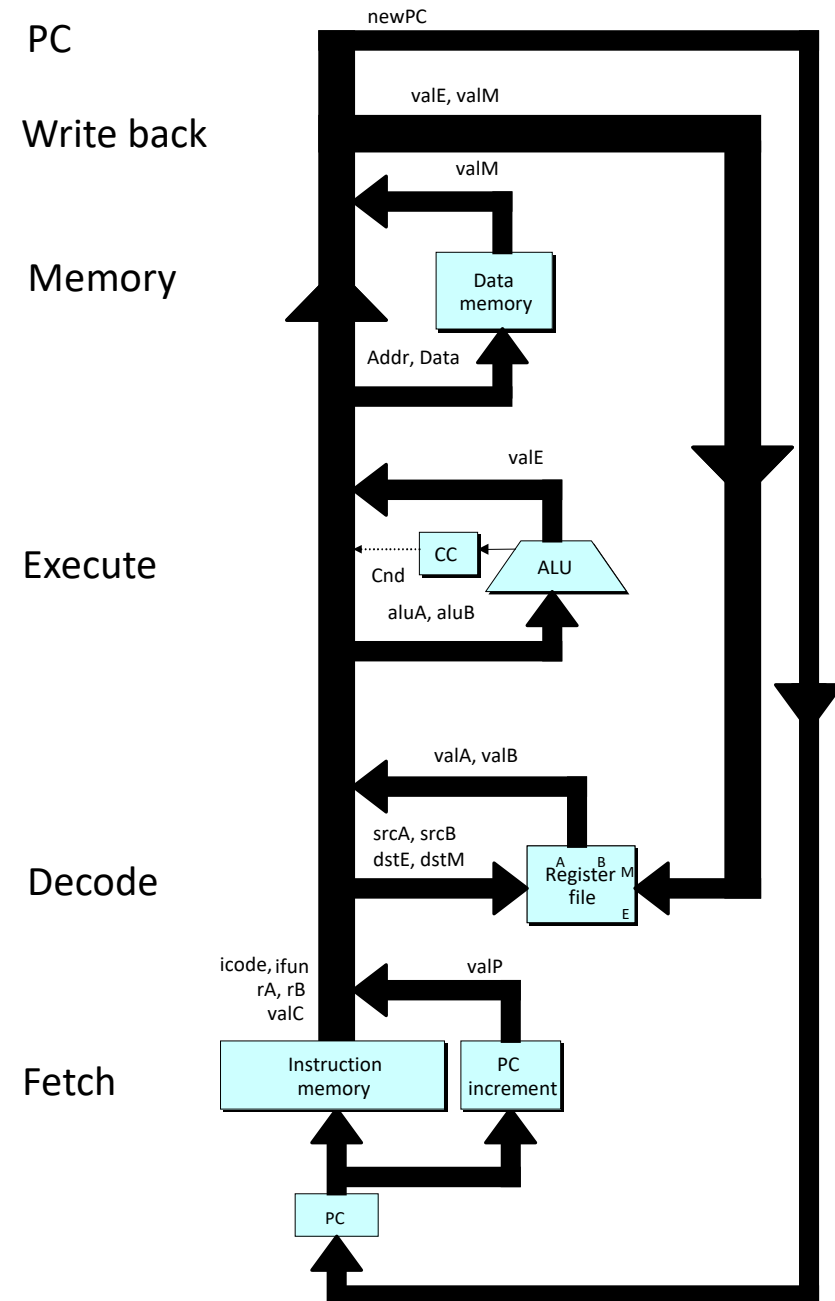 newPC
PC
valE, valM
Write back
valM
Memory
Data
memory
Addr, Data
valE
Execute
CC
ALU
Cnd
aluA, aluB
valA, valB
srcA, srcB
dstE, dstM
Decode
A B
Register M
file
E
icode, ifun
rA, rB
valC
valP
Fetch
Instruction
memory
PC
increment
PC